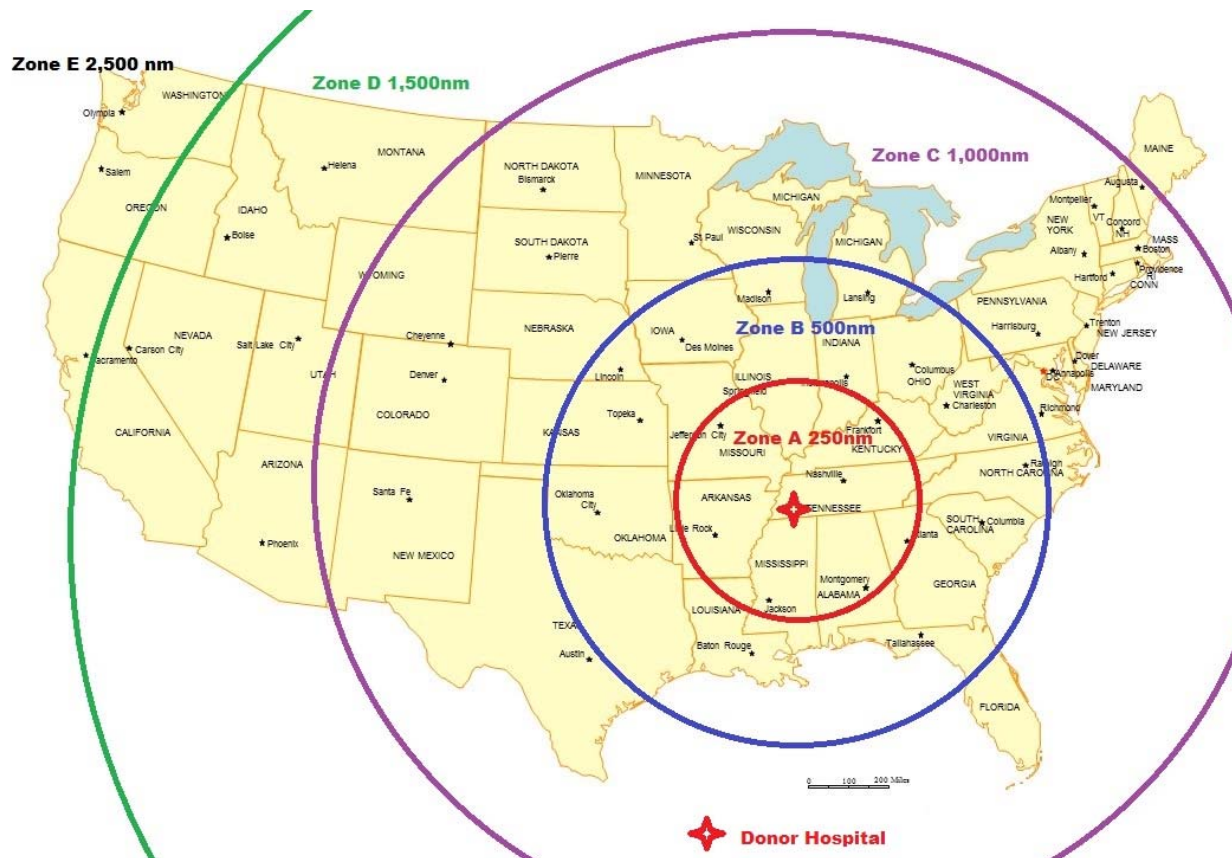 Zone E 2,500 nm
Zone D 1,500nm
WASHINGTON
Olympia
Zone C 1,000nm
MAINE
MONTANA
Helena
NORTH DAKOTA
Bismarck
MINNESOTA
Salem
OREGON
IDAHO
Boise
MICHIGAN
Augusta
Montpelier
VT
Concord
NH
NEW
YORK
Albany
MASS
Boston
Providence
RI
CONN
Hartford
SOUTH DAKOTA
Pierre
St. Paul
WISCONSIN
MICHIGAN
WYOMING
Madison
Lansing
PENNSYLVANIA
Harrisburg
Trenton
NEW JERSEY
NEVADA
Carson City
Sacramento
Salt Lake City
UTAH
Cheyenne
NEBRASKA
IOWA
Des Moines
Zone B 500nm
INDIANA
Columbus
OHIO
Dover
DELAWARE
Annapolis
DC
MARYLAND
Denver
COLORADO
Lincoln
ILLINOIS
Springfield
WEST
VIRGINIA
Charleston
Richmond
VIRGINIA
CALIFORNIA
Topeka
KANSAS
Jefferson City
MISSOURI
Zone A 250nm
Frankfort
KENTUCKY
ARIZONA
Phoenix
Santa Fe
NEW MEXICO
Oklahoma
City
OKLAHOMA
ARKANSAS
Little Rock
Nashville
TENNESSEE
NORTH CAROLINA
Raleigh
SOUTH
CAROLINA
Columbia
MISSISSIPPI
Jackson
Montgomery
ALABAMA
Atlanta
GEORGIA
TEXAS
Austin
LOUISIANA
Baton Rouge
Tallahassee
FLORIDA
0 100 200 Miles
Donor Hospital